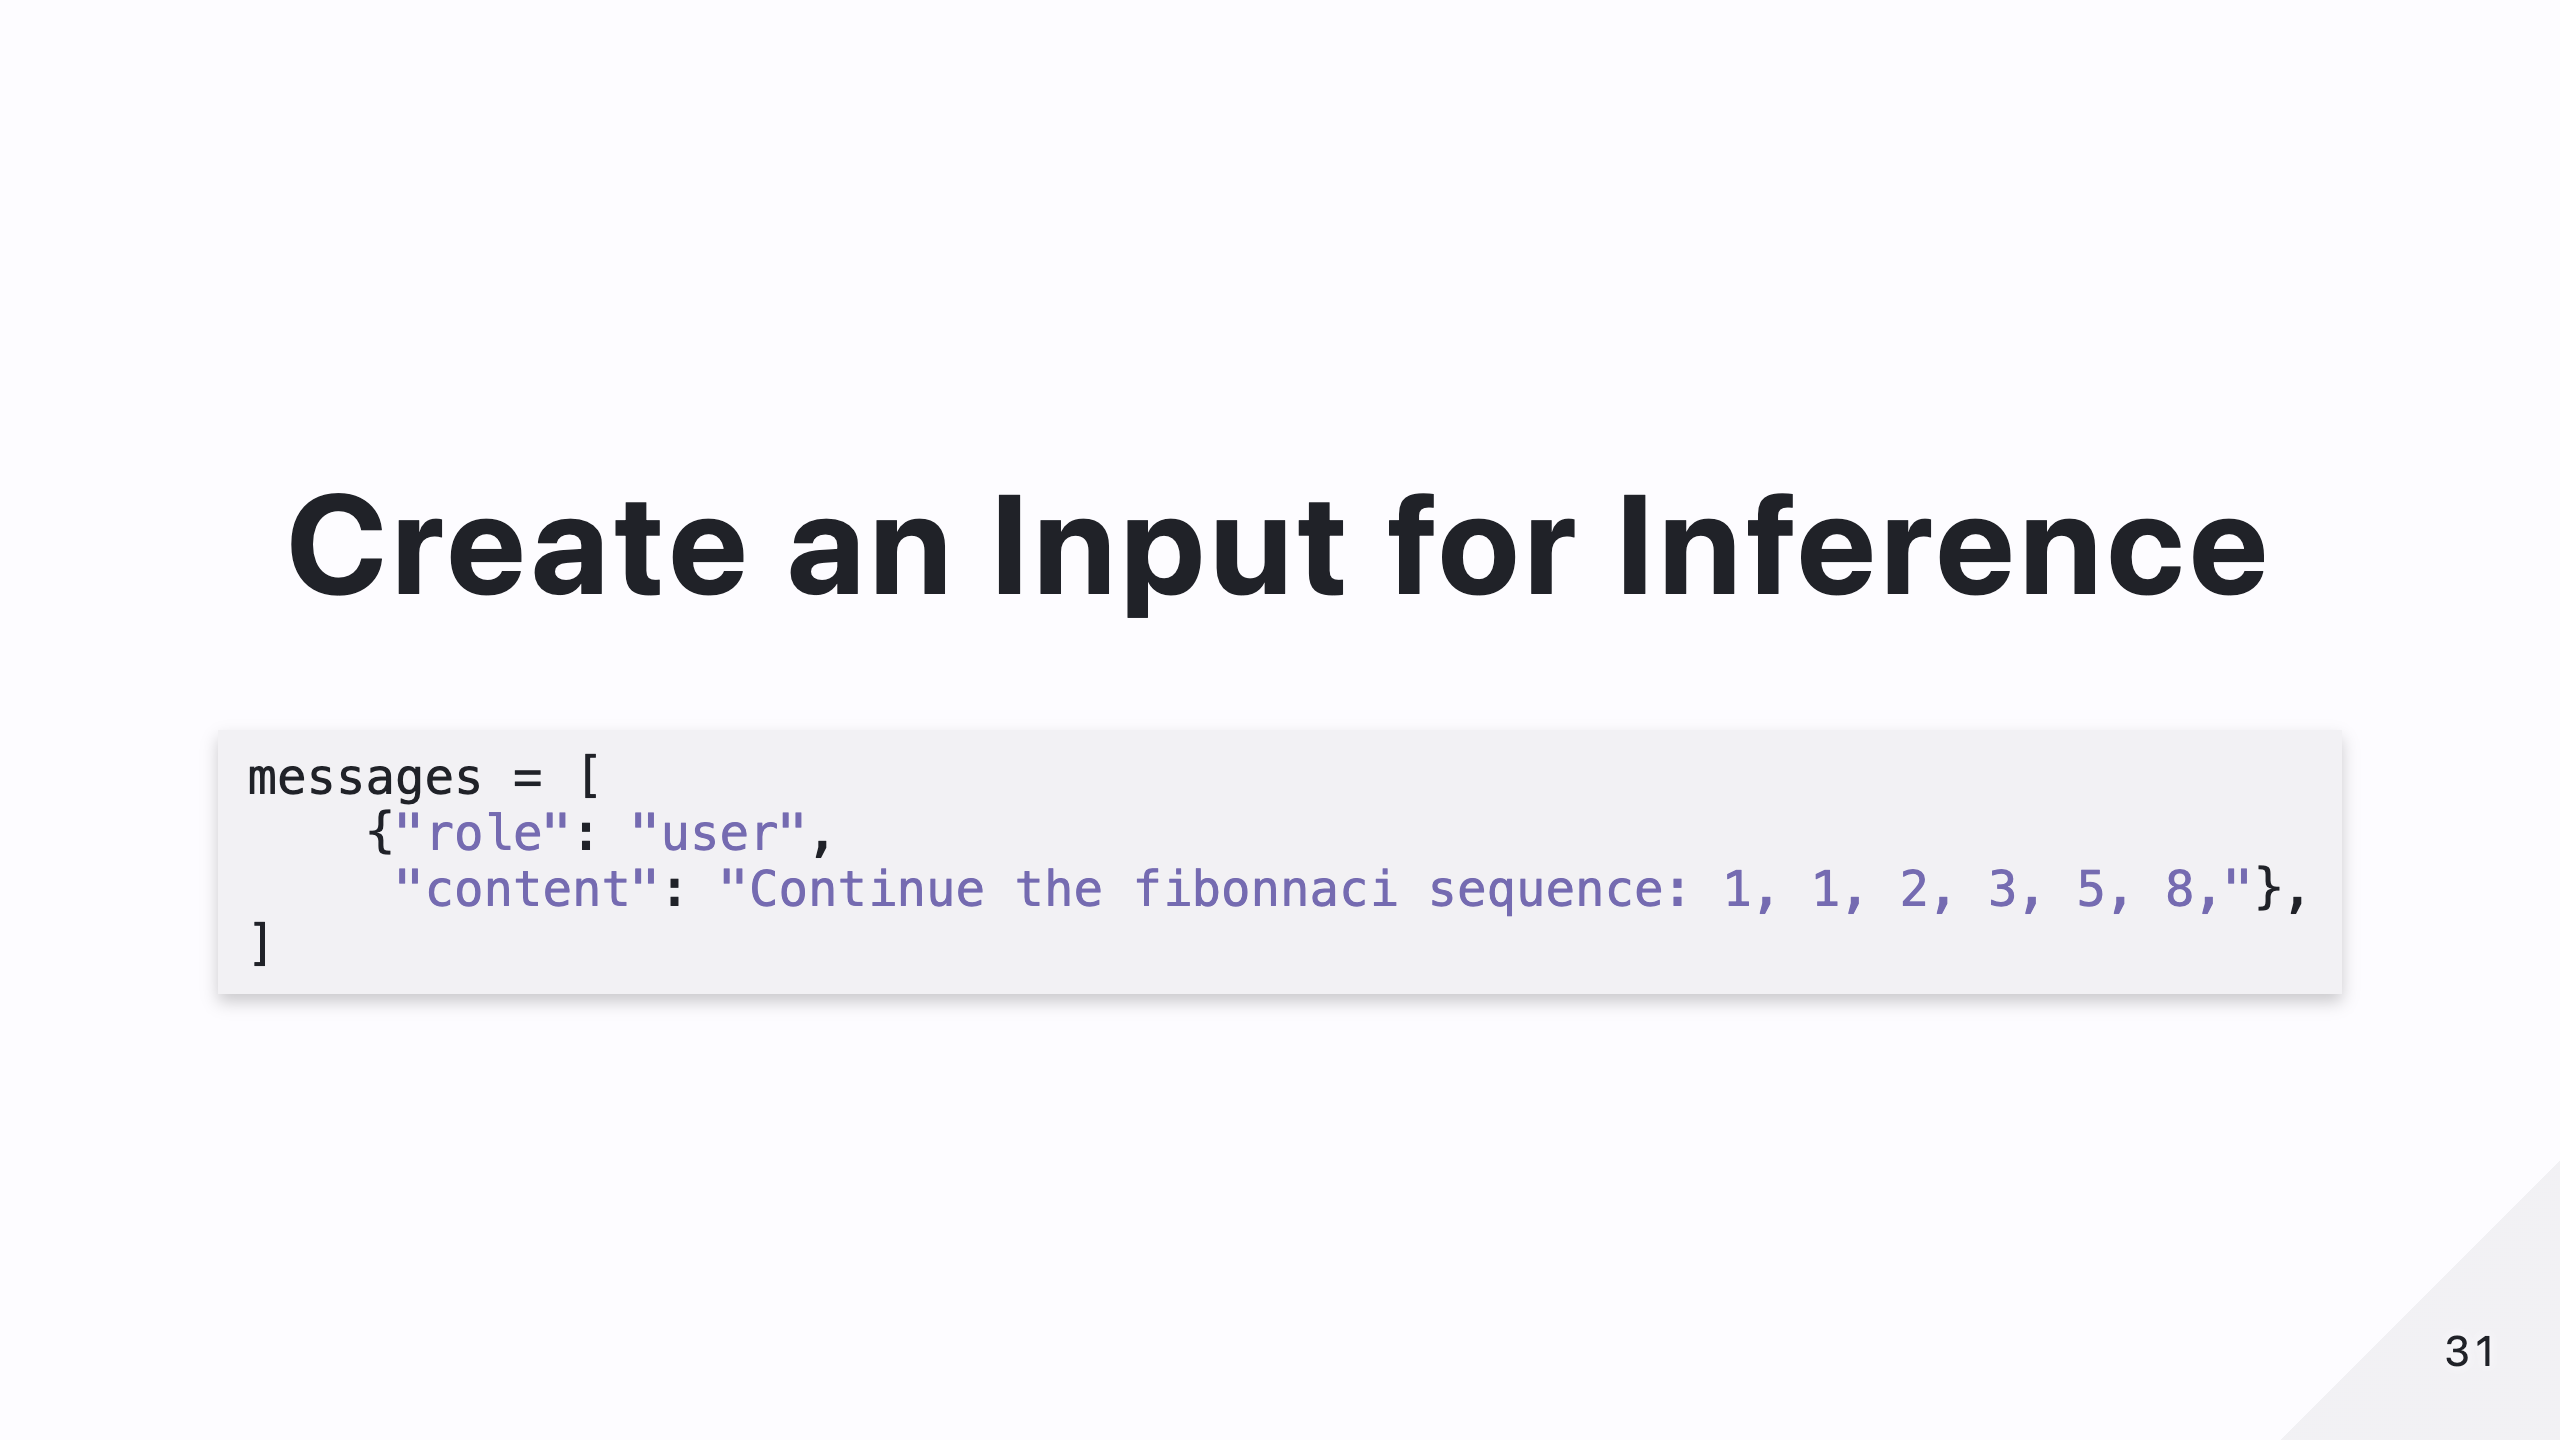 Create an Input for Inference
messages = [
    {"role": "user",
     "content": "Continue the fibonnaci sequence: 1, 1, 2, 3, 5, 8,"},
]
31